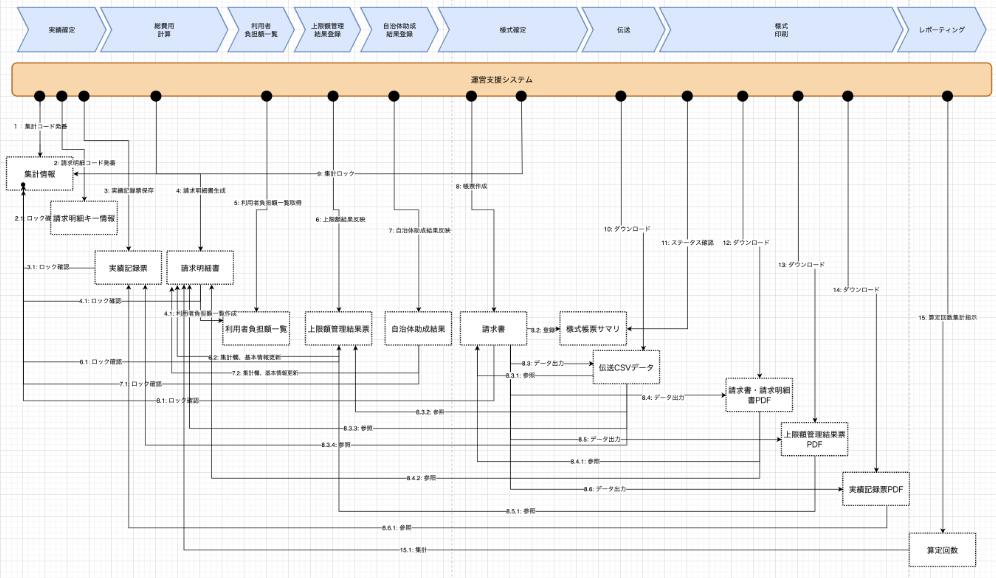 実績確定
総費用
計算
利用者
負担額一覧
上限額管理
結果登録
自治体助成
結果登録
様式確定
伝送
様式
印刷
レポーティング
運営支援システム
1：集計コード発番
2: 請求明細コード発番
集計情報
9: 集計ロック
3: 実績記録票保存
4: 請求明細書生成
8: 帳票作成
5: 利用者負担額一覧取得
2.1: ロック確
請求明細キー情報
6: 上限額結果反映
7: 自治体助成結果反映
10: ダウンロード
11: ステータス確認
12: ダウンロード
3.1: ロック確認
実績記録票
請求明細書
13: ダウンロード
14: ダウンロード
4.1: ロック確認
4.1: 利用者負担額一覧作成
15: 算定回数集計指示
利用者負担額一覧
上限額管理結果票
自治体助成結果
請求書
8.2: 登録
様式帳票サマリ
6.1: ロック確認
6.2: 集計欄、基本情報更新
8.3: データ出力
伝送CSVデータ
7.2: 集計欄、基本情報更新
8.3.1: 参照
7.1: ロック確認
8.1: ロック確認
8.4: データ出力
請求書・請求明細
書PDF
8.3.2: 参照
8.3.3: 参照
8.3.4: 参照
8.5: データ出力
上限額管理結果票
PDF
8.4.1: 参照
8.4.2: 参照
8.6: データ出力
実績記録票PDF
8.5.1: 参照
8.6.1: 参照
15.1: 集計
算定回数